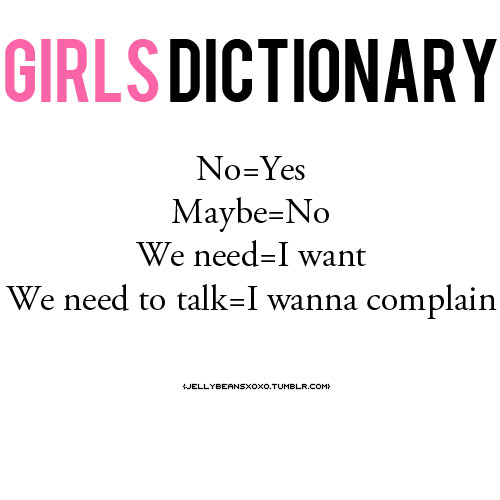 GIRLS DICTIONARY
No=Yes
Maybe=No
We need=I want
We need to talk=I wanna complain
{JELLYBEANSXOXO.TUMBLR.COM}